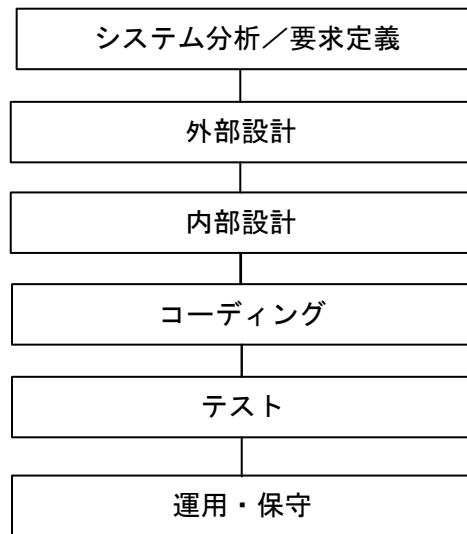 システム分析／要求定義
外部設計
内部設計
コーディング
テスト
運用・保守